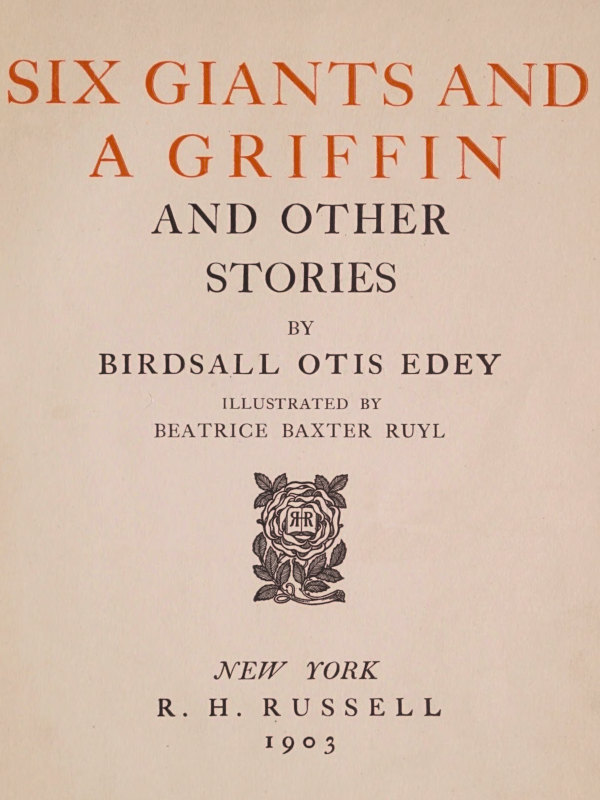 SIX GIANTS AND
A GRIFFIN
AND OTHER
STORIES
BY
BIRDSALL OTIS EDEY
ILLUSTRATED BY
BEATRICE BAXTER RUYL
RHR
NEW YORK
R. H. RUSSELL
1903